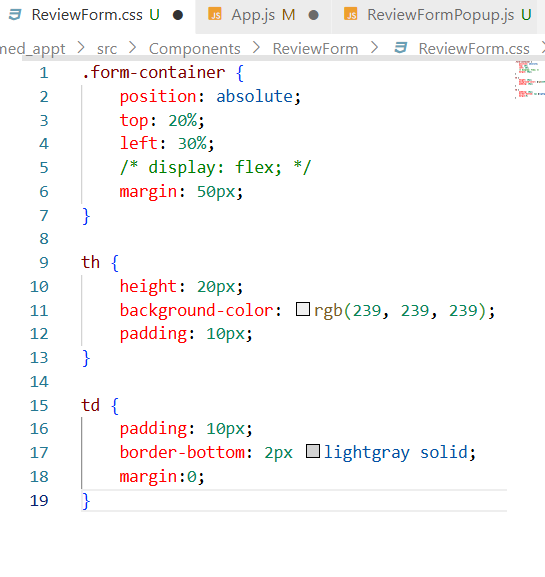 ReviewForm.css U App.js M JS ReviewFormPopup.js U
med_appt > src > Components > ReviewForm > ReviewForm.css >
1 .form-container {
2 position: absolute;
3 top: 20%;
4 left: 30%;
5 /* display: flex; */
6 margin: 50px;
7 }
8
9 th {
10 height: 20px;
11 background-color: rgb(239, 239, 239);
12 padding: 10px;
13 }
14
15 td {
16 padding: 10px;
17 border-bottom: 2px lightgray solid;
18 margin:0;
19 }